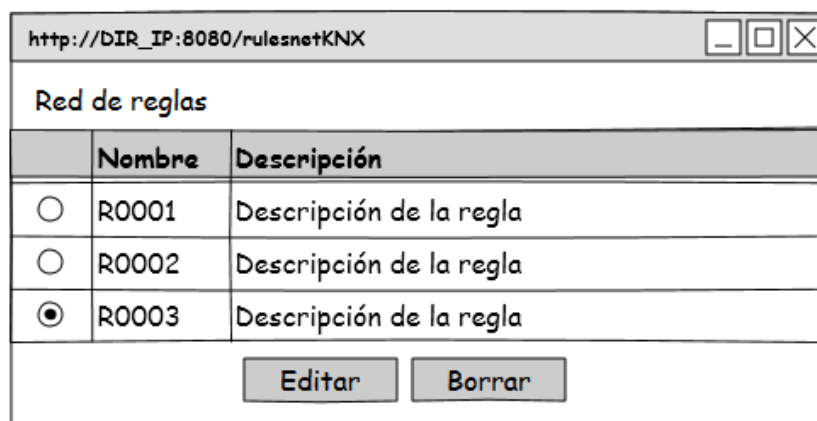 http://DIR_IP:8080/rulesnetKNX
Red de reglas
Nombre Descripción
R0001 Descripción de la regla
R0002 Descripción de la regla
R0003 Descripción de la regla
Editar Borrar